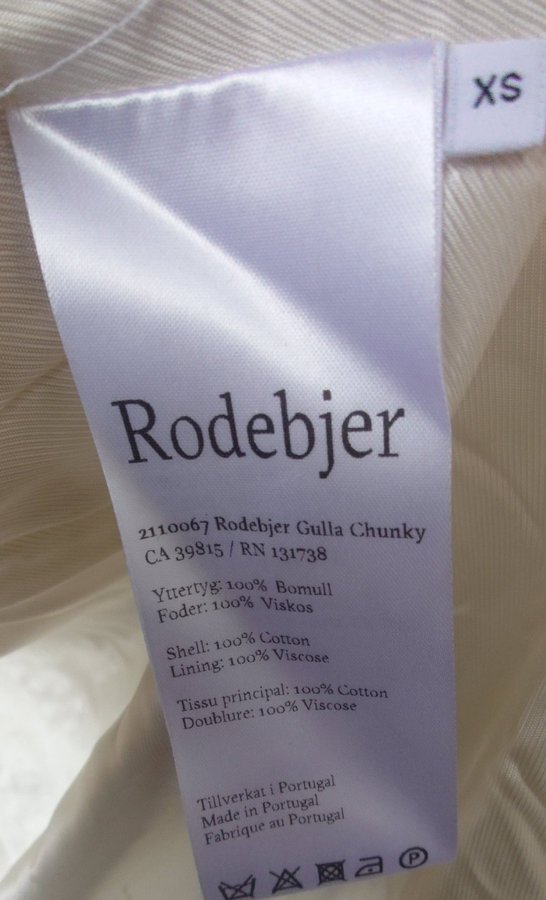 XS
Rodebjer
2110067 Rodebjer Gulla Chunky
CA 39815 / RN 131738
Yttertyg: 100% Bomull
Foder: 100% Viskos
Shell: 100% Cotton
Lining: 100% Viscose
Tissu principal: 100% Cotton
Doublure: 100% Viscose
Tillverkat i Portugal
Made in Portugal
Fabrique au Portugal
P